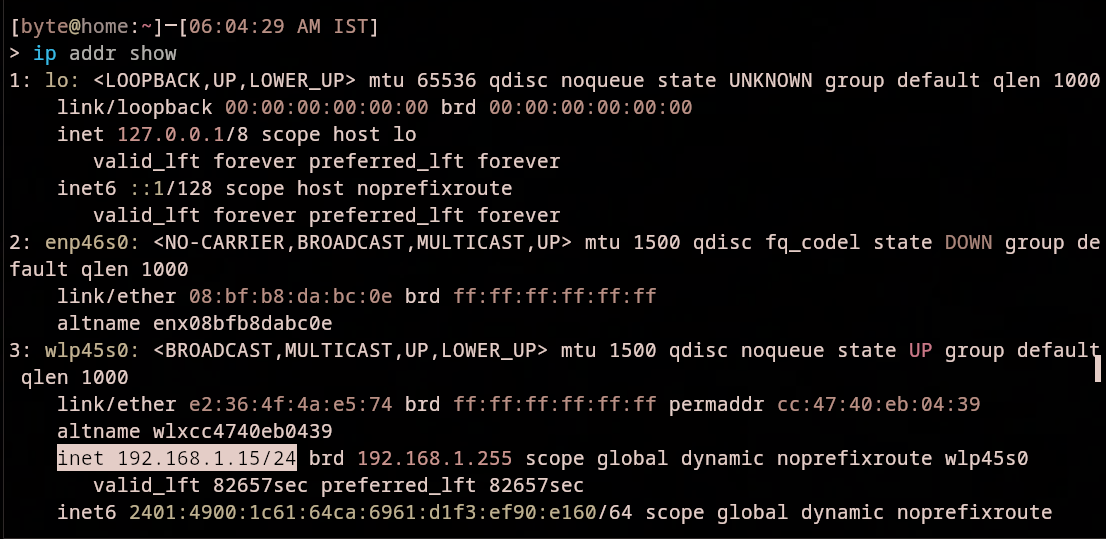 [byte@home:~]─[06:04:29 AM IST]
> ip addr show
1: lo: <LOOPBACK,UP,LOWER_UP> mtu 65536 qdisc noqueue state UNKNOWN group default qlen 1000
    link/loopback 00:00:00:00:00:00 brd 00:00:00:00:00:00
    inet 127.0.0.1/8 scope host lo
       valid_lft forever preferred_lft forever
    inet6 ::1/128 scope host noprefixroute
       valid_lft forever preferred_lft forever
2: enp46s0: <NO-CARRIER,BROADCAST,MULTICAST,UP> mtu 1500 qdisc fq_codel state DOWN group de
fault qlen 1000
    link/ether 08:bf:b8:da:bc:0e brd ff:ff:ff:ff:ff:ff
    altname enx08bfb8dabc0e
3: wlp45s0: <BROADCAST,MULTICAST,UP,LOWER_UP> mtu 1500 qdisc noqueue state UP group default
 qlen 1000
    link/ether e2:36:4f:4a:e5:74 brd ff:ff:ff:ff:ff:ff permaddr cc:47:40:eb:04:39
    altname wlxcc4740eb0439
    inet 192.168.1.15/24 brd 192.168.1.255 scope global dynamic noprefixroute wlp45s0
       valid_lft 82657sec preferred_lft 82657sec
    inet6 2401:4900:1c61:64ca:6961:d1f3:ef90:e160/64 scope global dynamic noprefixroute